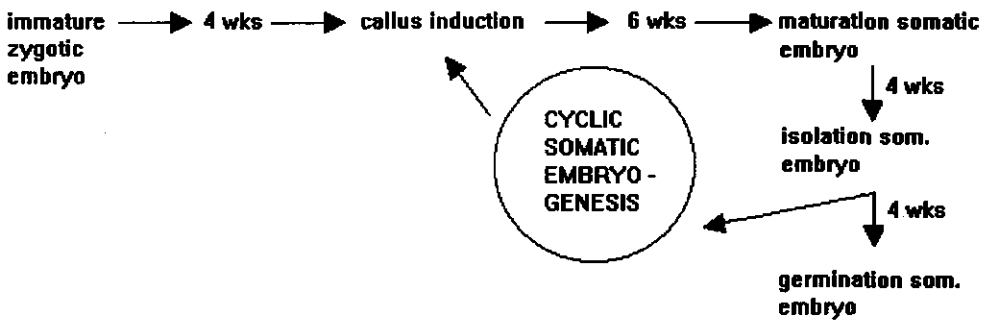 immature
zygotic
embryo
4 wks
callus induction
6 wks
maturation somatic
embryo
4 wks
isolation som.
embryo
CYCLIC
SOMATIC
EMBRYO -
GENESIS
4 wks
germination som.
embryo